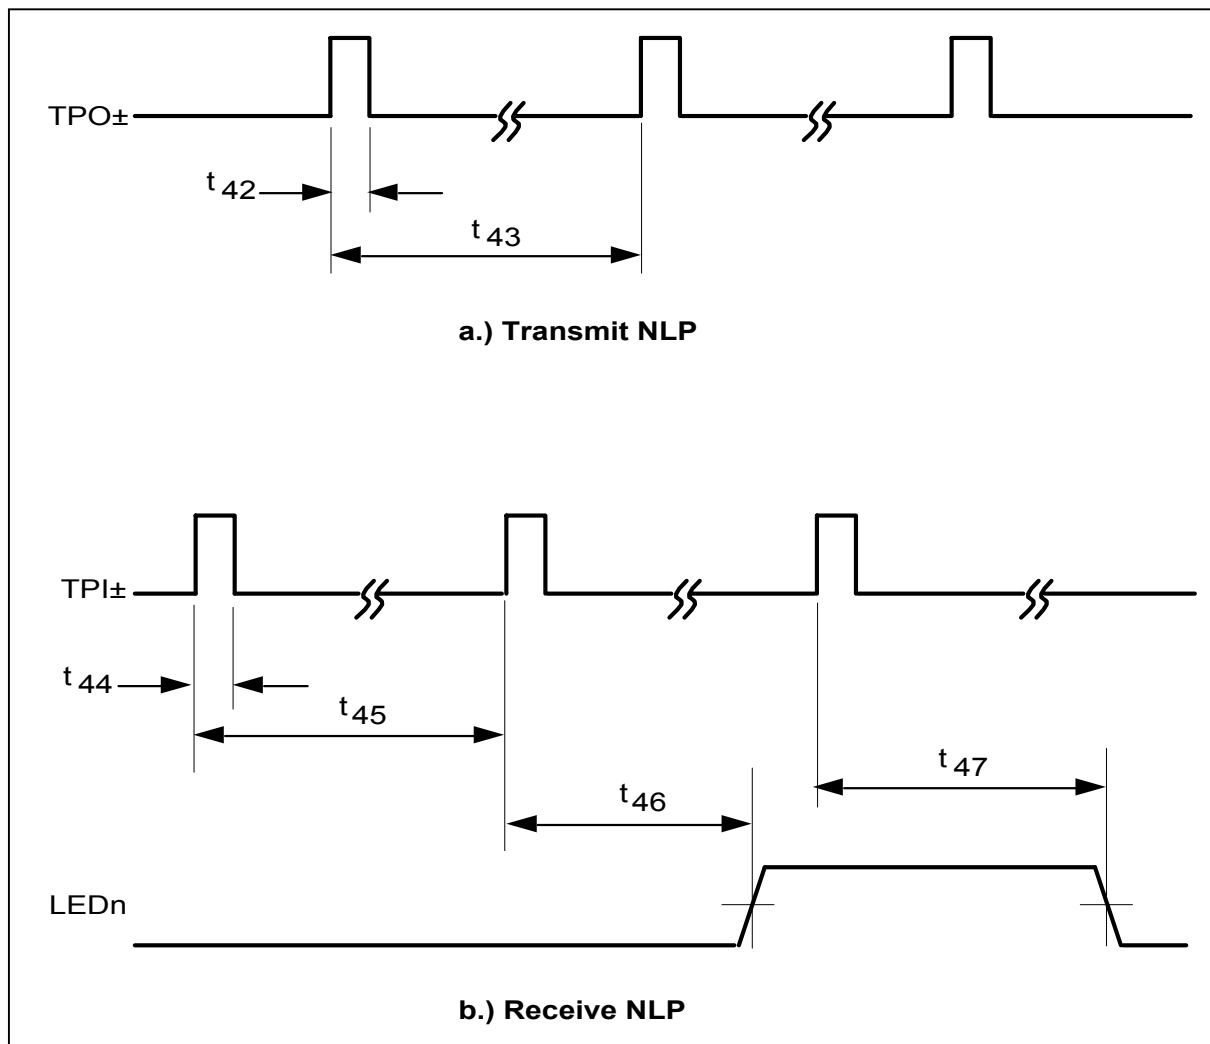 TPO±
t 42
t 43
a.) Transmit NLP
TPI±
t 44
t 45
t 46
t 47
LEDn
b.) Receive NLP